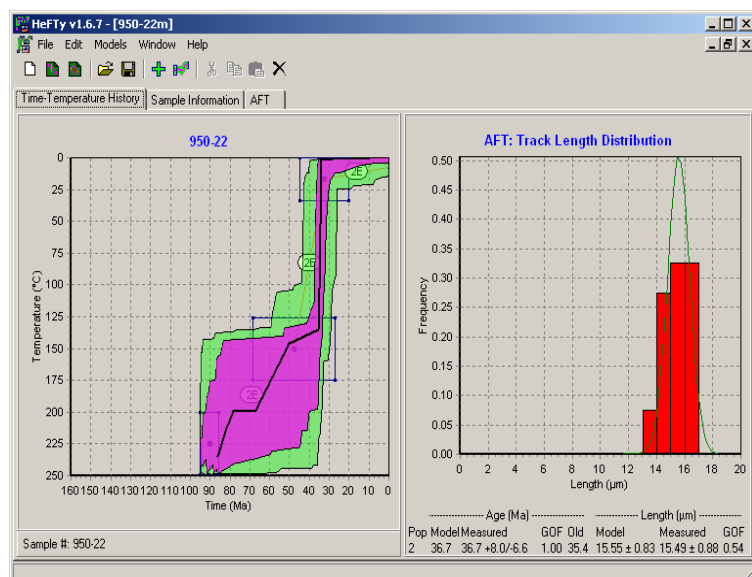 HeFTy v1.6.7 - [950-22m]
File Edit Models Window Help
Time-Temperature History Sample Information AFT
950-22
Temperature (°C)
0
25
50
75
100
125
150
175
200
225
250
2E
2E
2E
160 150 140 130 120 110 100 90 80 70 60 50 40 30 20 10 0
Time (Ma)
Sample #: 950-22
AFT: Track Length Distribution
Frequency
0.50
0.45
0.40
0.35
0.30
0.25
0.20
0.15
0.10
0.05
0.00
0 2 4 6 8 10 12 14 16 18 20
Length (µm)
Age (Ma) Length (µm)
Pop Model Measured GOF Old Model Measured GOF
2 36.7 36.7 +8.0/-6.6 1.00 35.4 15.55 ± 0.83 15.49 ± 0.88 0.54